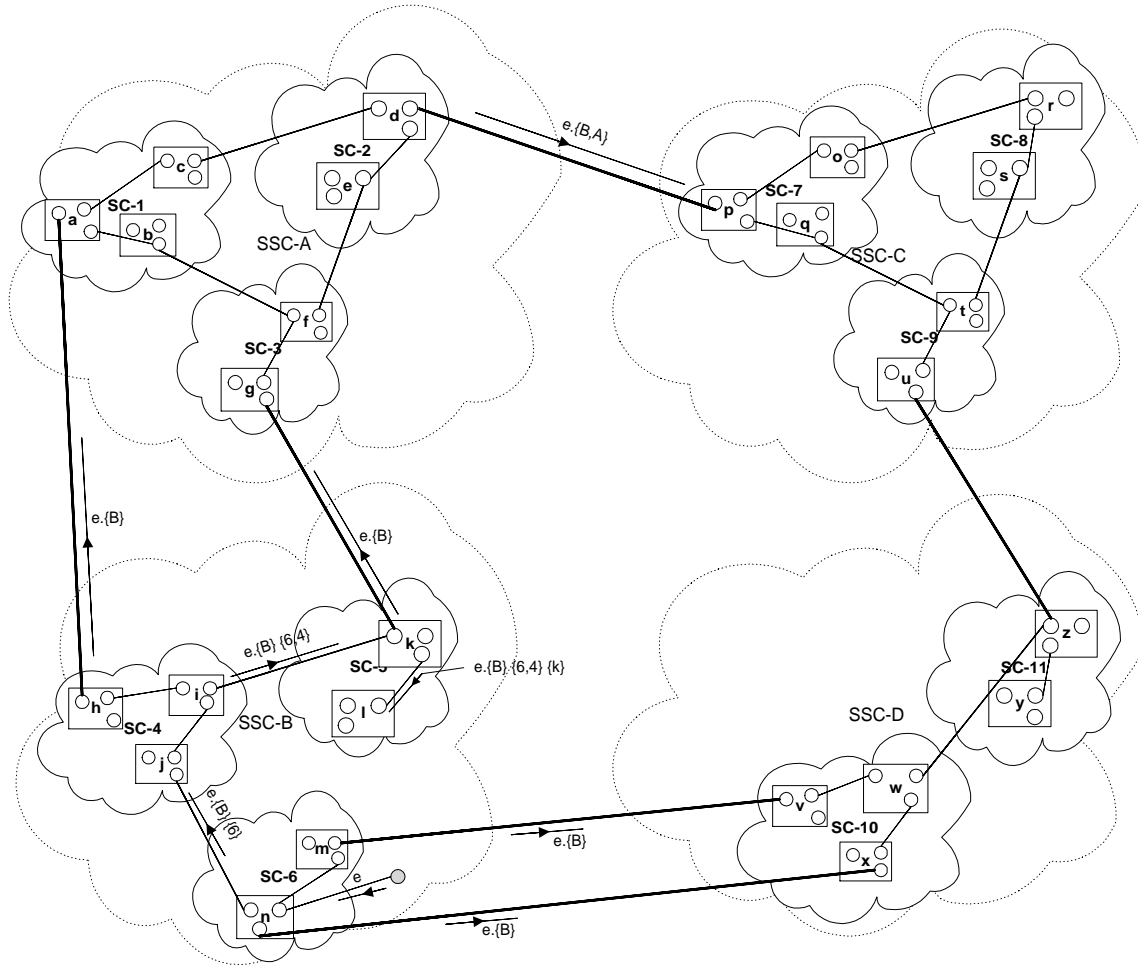 d
e.{B,A}
r
SC-2
SC-8
c
o
s
e
SC-7
SC-1
a
p
b
q
SSC-A
SSC-C
f
t
SC-3
SC-9
g
u
e.{B}
e.{B}
e.{B} {6,4}
k
z
SC-5
e.{B} {6,4} {k}
SC-11
i
h
l
y
SSC-B
SSC-D
SC-4
j
w
e.{B} {6}
v
SC-10
m
e.{B}
x
SC-6
e
n
e.{B}